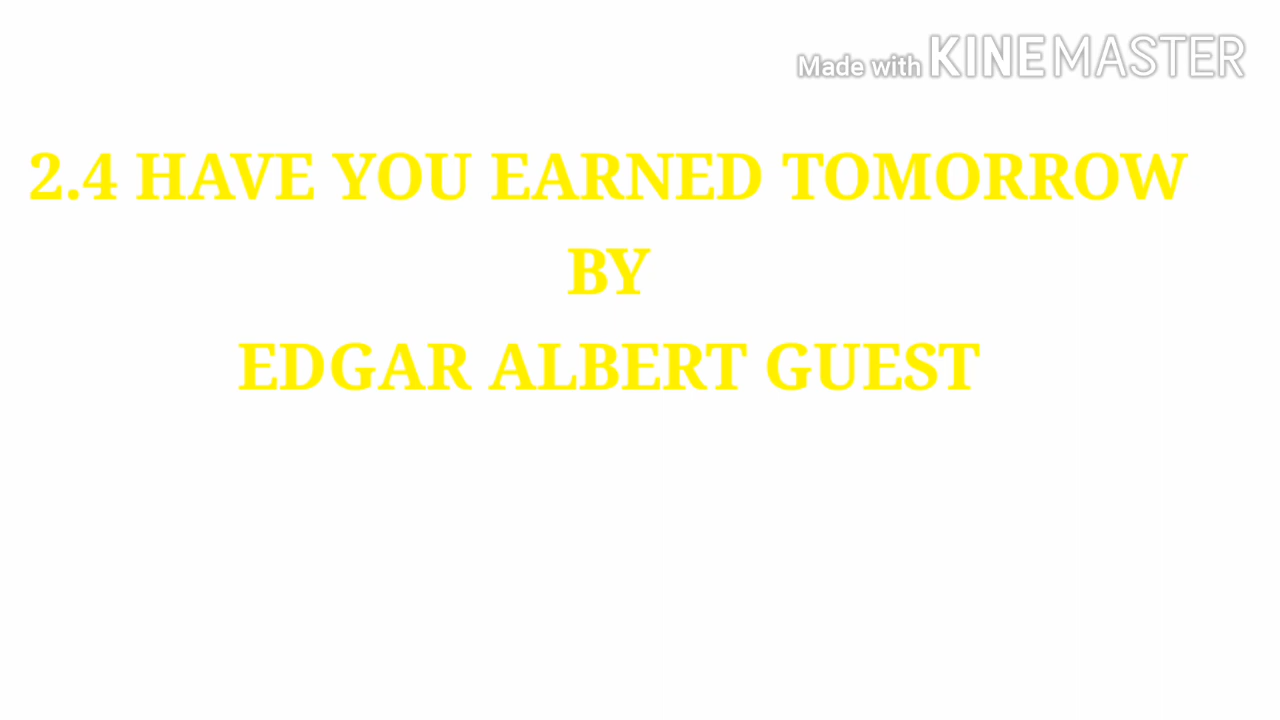 Made with KINEMASTER
2.4 HAVE YOU EARNED TOMORROW
BY
EDGAR ALBERT GUEST